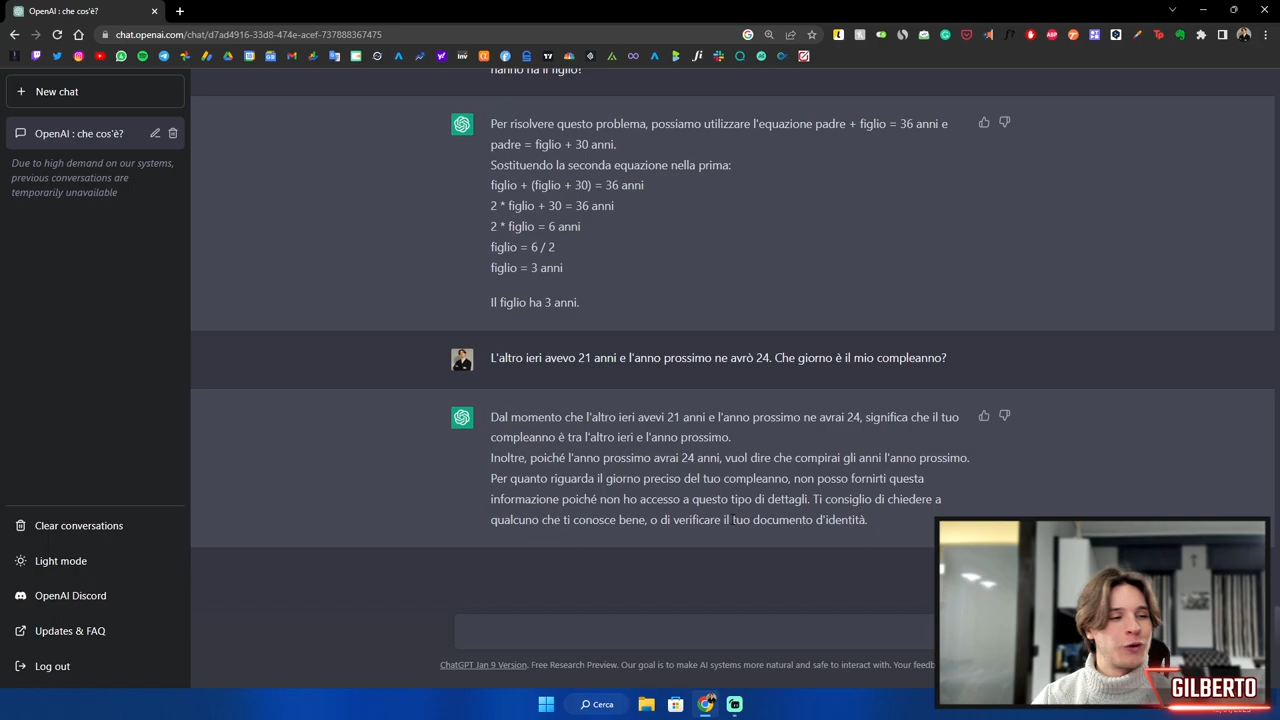 OpenAI : che cos'è?
chat.openai.com/chat/d7ad4916-33d8-474e-acef-737888367475
New chat
OpenAI : che cos'è?
Due to high demand on our systems,
previous conversations are
temporarily unavailable
hanno ha il figlio?
Per risolvere questo problema, possiamo utilizzare l'equazione padre + figlio = 36 anni e
padre = figlio + 30 anni.
Sostituendo la seconda equazione nella prima:
figlio + (figlio + 30) = 36 anni
2 * figlio + 30 = 36 anni
2 * figlio = 6 anni
figlio = 6 / 2
figlio = 3 anni
Il figlio ha 3 anni.
L'altro ieri avevo 21 anni e l'anno prossimo ne avrò 24. Che giorno è il mio compleanno?
Dal momento che l'altro ieri avevi 21 anni e l'anno prossimo ne avrai 24, significa che il tuo
compleanno è tra l'altro ieri e l'anno prossimo.
Inoltre, poiché l'anno prossimo avrai 24 anni, vuol dire che compirai gli anni l'anno prossimo.
Per quanto riguarda il giorno preciso del tuo compleanno, non posso fornirti questa
informazione poiché non ho accesso a questo tipo di dettagli. Ti consiglio di chiedere a
qualcuno che ti conosce bene, o di verificare il tuo documento d'identità.
Clear conversations
Light mode
OpenAI Discord
Updates & FAQ
Log out
ChatGPT Jan 9 Version. Free Research Preview. Our goal is to make AI systems more natural and safe to interact with. Your feedb
Cerca
GILBERTO